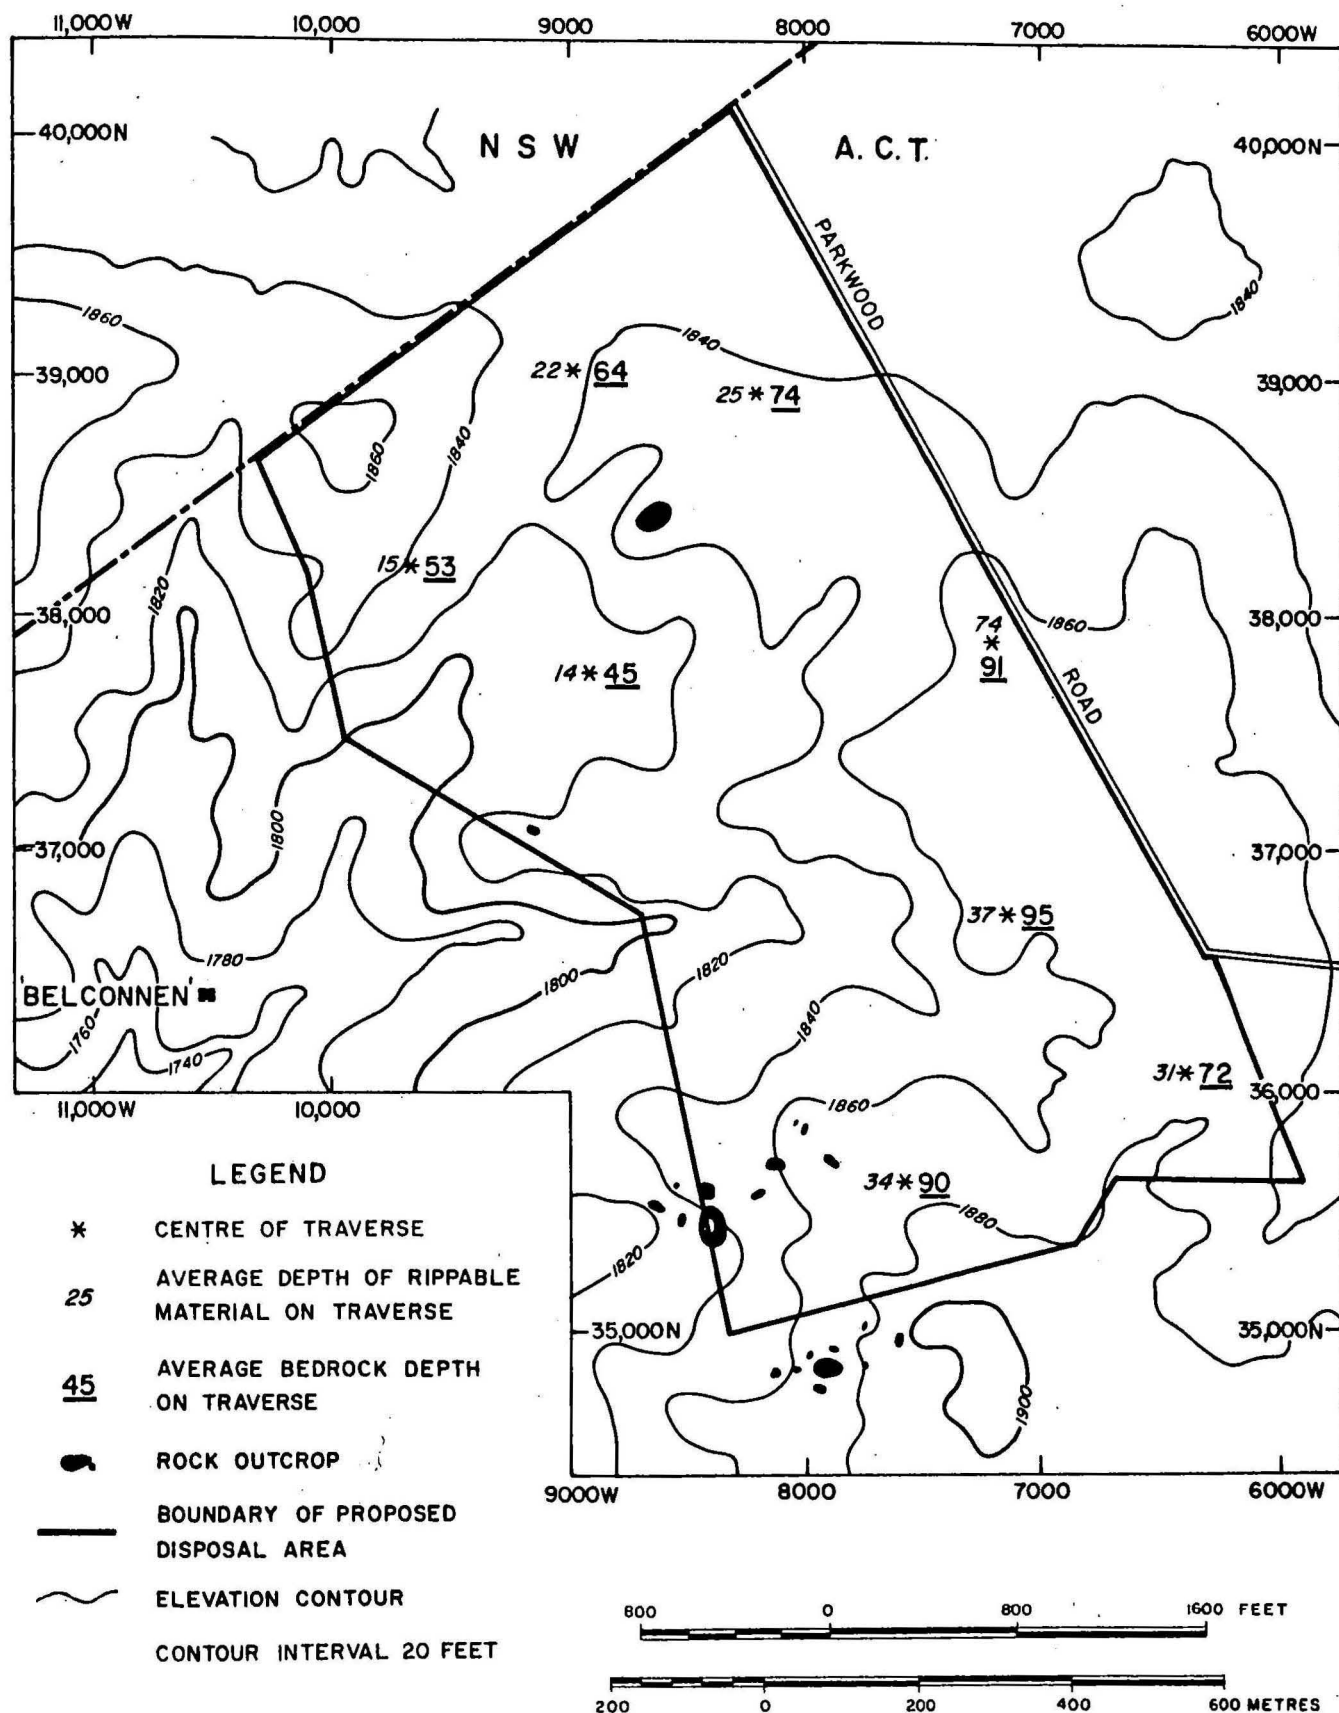 11,000W 10,000 9000 8000 7000 6000W
40,000N
N S W
A. C. T.
40,000N
PARKWOOD
1840
1860
1840
39,000
22 * 64
25 * 74
39,000
1840
1860
15 * 53
1820
38,000
74
*
91
1860
38,000
14 * 45
ROAD
1800
37,000
37,000
37 * 95
1780
1820
1800
'BELCONNEN'
1840
1760
1740
31 * 72
36,000
1860
11,000W 10,000
34 * 90
1880
1820
35,000N
35,000N
1900
9000W 8000 7000 6000W
LEGEND
* CENTRE OF TRAVERSE
25 AVERAGE DEPTH OF RIPPABLE
MATERIAL ON TRAVERSE
45 AVERAGE BEDROCK DEPTH
ON TRAVERSE
ROCK OUTCROP
BOUNDARY OF PROPOSED
DISPOSAL AREA
ELEVATION CONTOUR
CONTOUR INTERVAL 20 FEET
800 0 800 1600 FEET
200 0 200 400 600 METRES